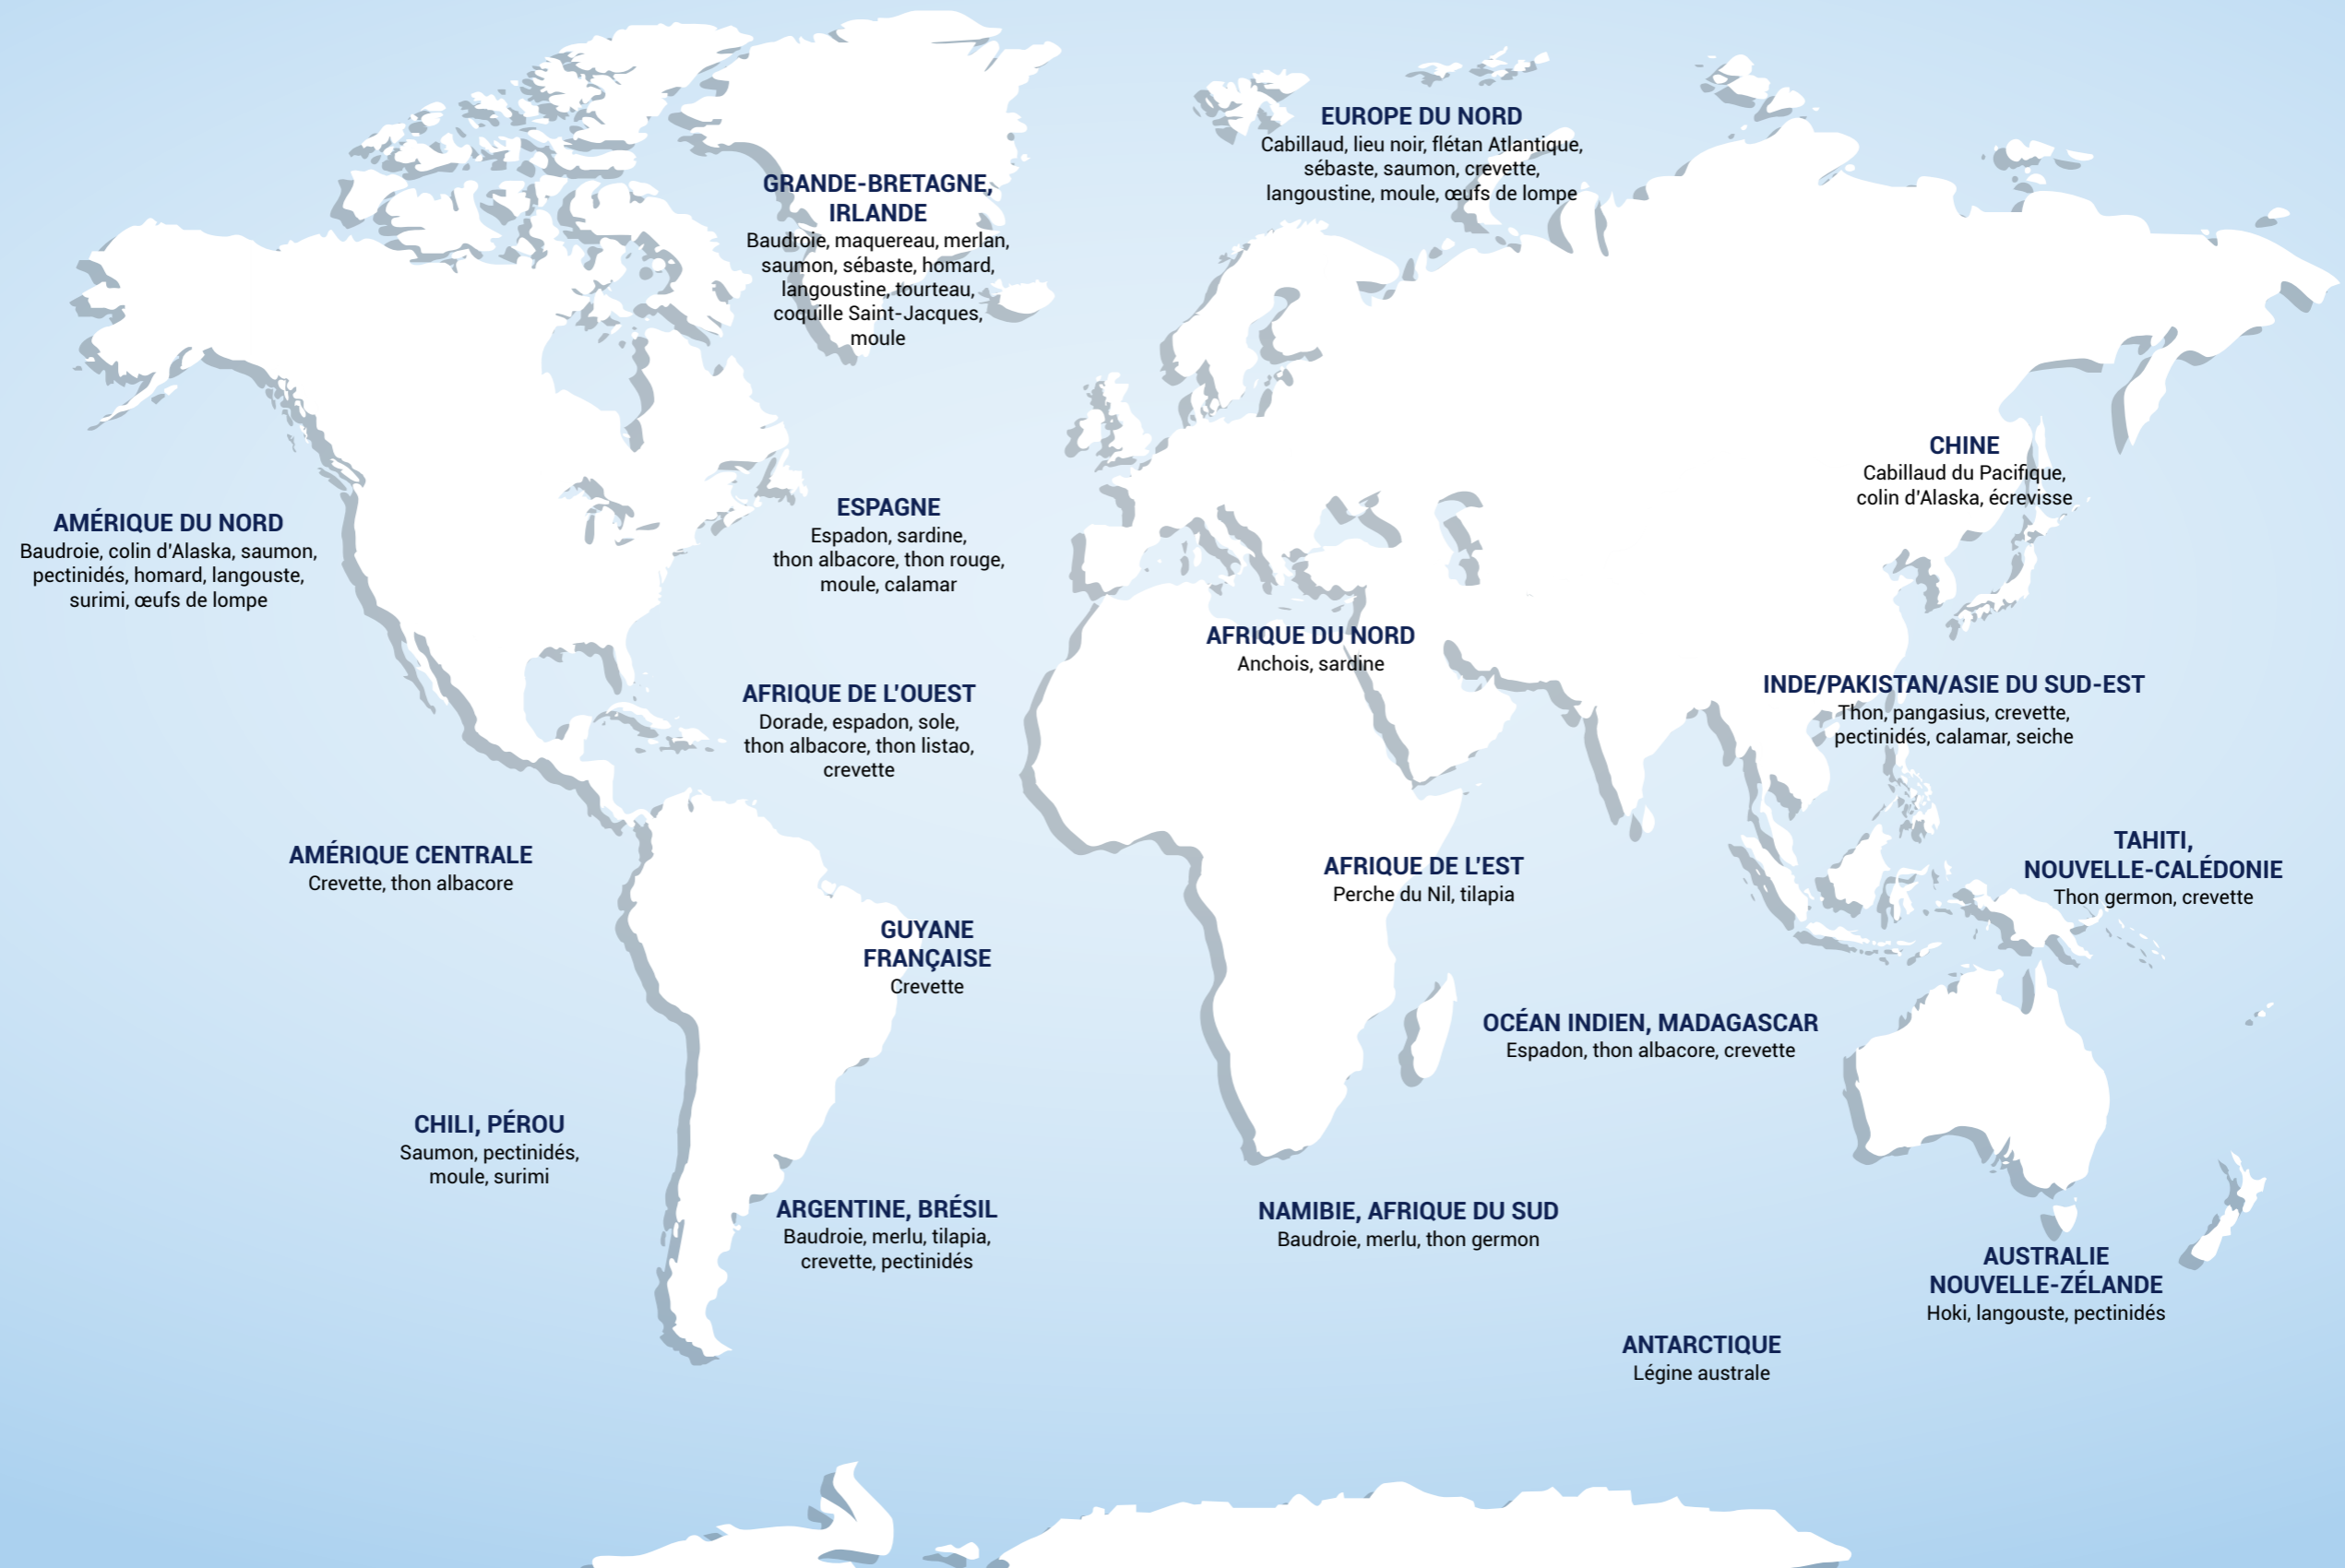 EUROPE DU NORD
Cabillaud, lieu noir, flétan Atlantique,
sébaste, saumon, crevette,
langoustine, moule, œufs de lompe
GRANDE-BRETAGNE,
IRLANDE
Baudroie, maquereau, merlan,
saumon, sébaste, homard,
langoustine, tourteau,
coquille Saint-Jacques,
moule
CHINE
Cabillaud du Pacifique,
colin d'Alaska, écrevisse
ESPAGNE
Espadon, sardine,
thon albacore, thon rouge,
moule, calamar
AMÉRIQUE DU NORD
Baudroie, colin d'Alaska, saumon,
pectinidés, homard, langouste,
surimi, œufs de lompe
AFRIQUE DU NORD
Anchois, sardine
INDE/PAKISTAN/ASIE DU SUD-EST
Thon, pangasius, crevette,
pectinidés, calamar, seiche
AFRIQUE DE L'OUEST
Dorade, espadon, sole,
thon albacore, thon listao,
crevette
TAHITI,
NOUVELLE-CALÉDONIE
Thon germon, crevette
AMÉRIQUE CENTRALE
Crevette, thon albacore
AFRIQUE DE L'EST
Perche du Nil, tilapia
GUYANE
FRANÇAISE
Crevette
OCÉAN INDIEN, MADAGASCAR
Espadon, thon albacore, crevette
CHILI, PÉROU
Saumon, pectinidés,
moule, surimi
ARGENTINE, BRÉSIL
Baudroie, merlu, tilapia,
crevette, pectinidés
NAMIBIE, AFRIQUE DU SUD
Baudroie, merlu, thon germon
AUSTRALIE
NOUVELLE-ZÉLANDE
Hoki, langouste, pectinidés
ANTARCTIQUE
Légine australe